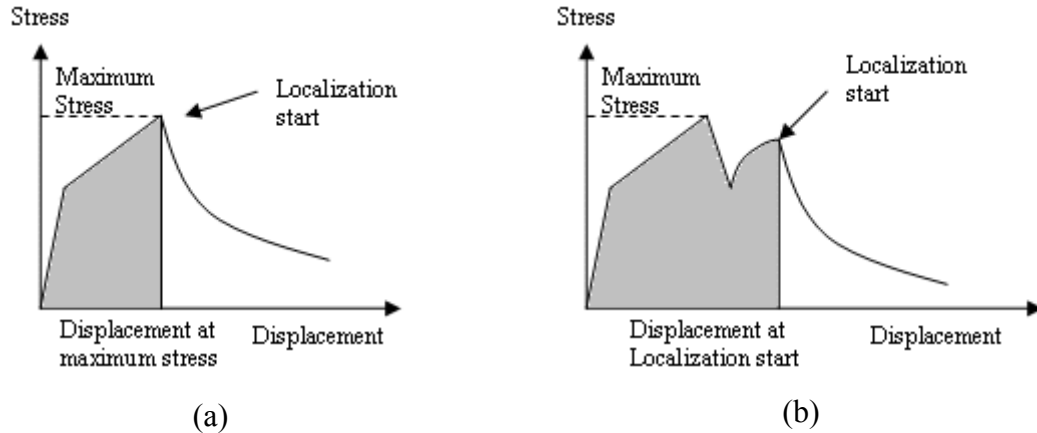 Stress
Maximum
Stress
Localization
start
Displacement at
maximum stress
Displacement
(a)
Stress
Maximum
Stress
Localization
start
Displacement at
Localization start
Displacement
(b)